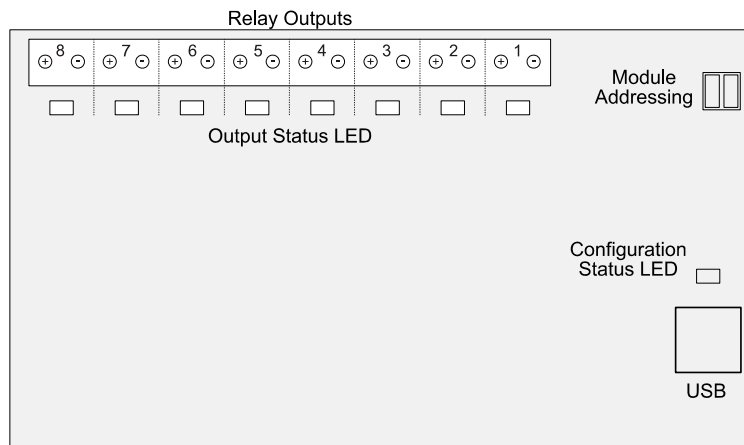 Relay Outputs
8 7 6 5 4 3 2 1
+ - + - + - + - + - + - + - + -
Module
Addressing
Output Status LED
Configuration
Status LED
USB